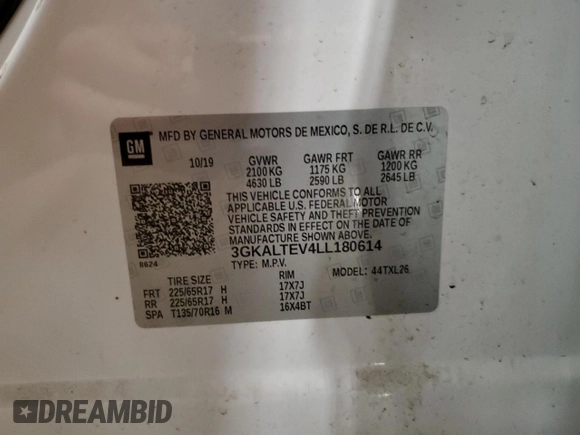 GM
MFD BY GENERAL MOTORS DE MEXICO, S. DE R.L. DE C.V.
10/19 GVWR GAWR FRT GAWR RR
2100 KG 1175 KG 1200 KG
4630 LB 2590 LB 2645 LB
THIS VEHICLE CONFORMS TO ALL
APPLICABLE U.S. FEDERAL MOTOR
VEHICLE SAFETY AND THEFT PREVENTION
STANDARDS IN EFFECT ON THE DATE OF
MANUFACTURE SHOWN ABOVE.
3GKALTEV4LL180614
8624
TYPE: M.P.V. MODEL: 44TXL26
TIRE SIZE RIM
FRT 225/65R17 H 17X7J
RR 225/65R17 H 17X7J
SPA T135/70R16 M 16X4BT
DREAMBID